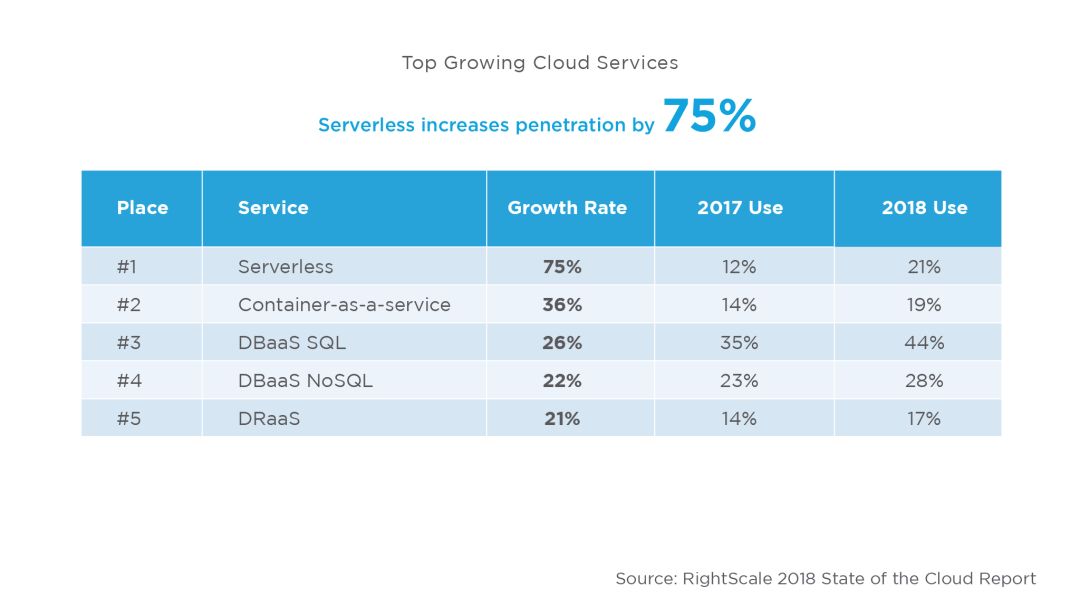 Top Growing Cloud Services
Serverless increases penetration by 75%
Place Service Growth Rate 2017 Use 2018 Use
#1 Serverless 75% 12% 21%
#2 Container-as-a-service 36% 14% 19%
#3 DBaaS SQL 26% 35% 44%
#4 DBaaS NoSQL 22% 23% 28%
#5 DRaaS 21% 14% 17%
Source: RightScale 2018 State of the Cloud Report